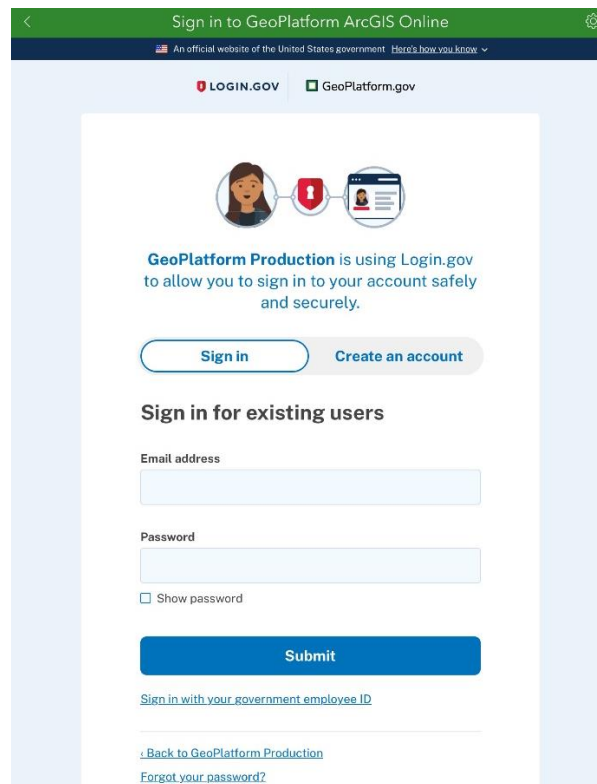 Sign in to GeoPlatform ArcGIS Online
An official website of the United States government Here's how you know
LOGIN.GOV GeoPlatform.gov
GeoPlatform Production is using Login.gov
to allow you to sign in to your account safely
and securely.
Sign in Create an account
Sign in for existing users
Email address
Password
Show password
Submit
Sign in with your government employee ID
‹ Back to GeoPlatform Production
Forgot your password?